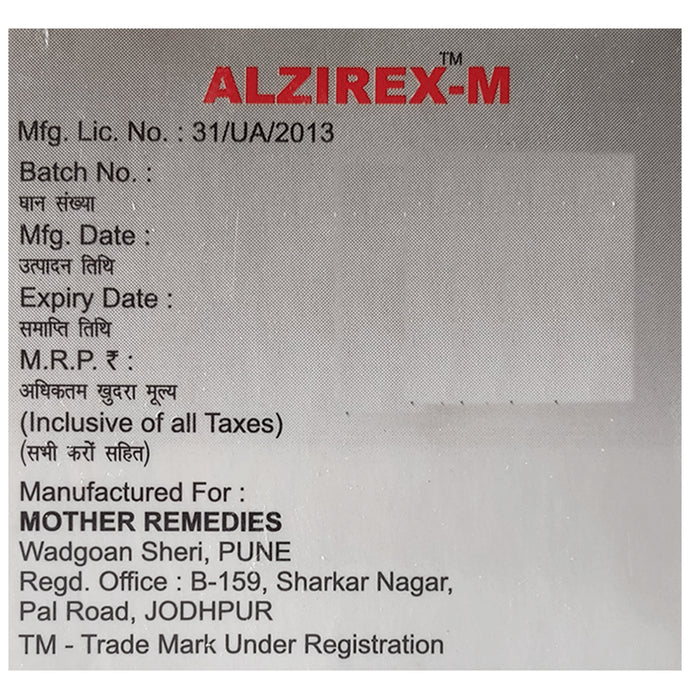 ALZIREX-M™
Mfg. Lic. No. : 31/UA/2013
Batch No. :
घान संख्या
Mfg. Date :
उत्पादन तिथि
Expiry Date :
समाप्ति तिथि
M.R.P. ₹ :
अधिकतम खुदरा मूल्य
(Inclusive of all Taxes)
(सभी करों सहित)
Manufactured For :
MOTHER REMEDIES
Wadgoan Sheri, PUNE
Regd. Office : B-159, Sharkar Nagar,
Pal Road, JODHPUR
TM - Trade Mark Under Registration